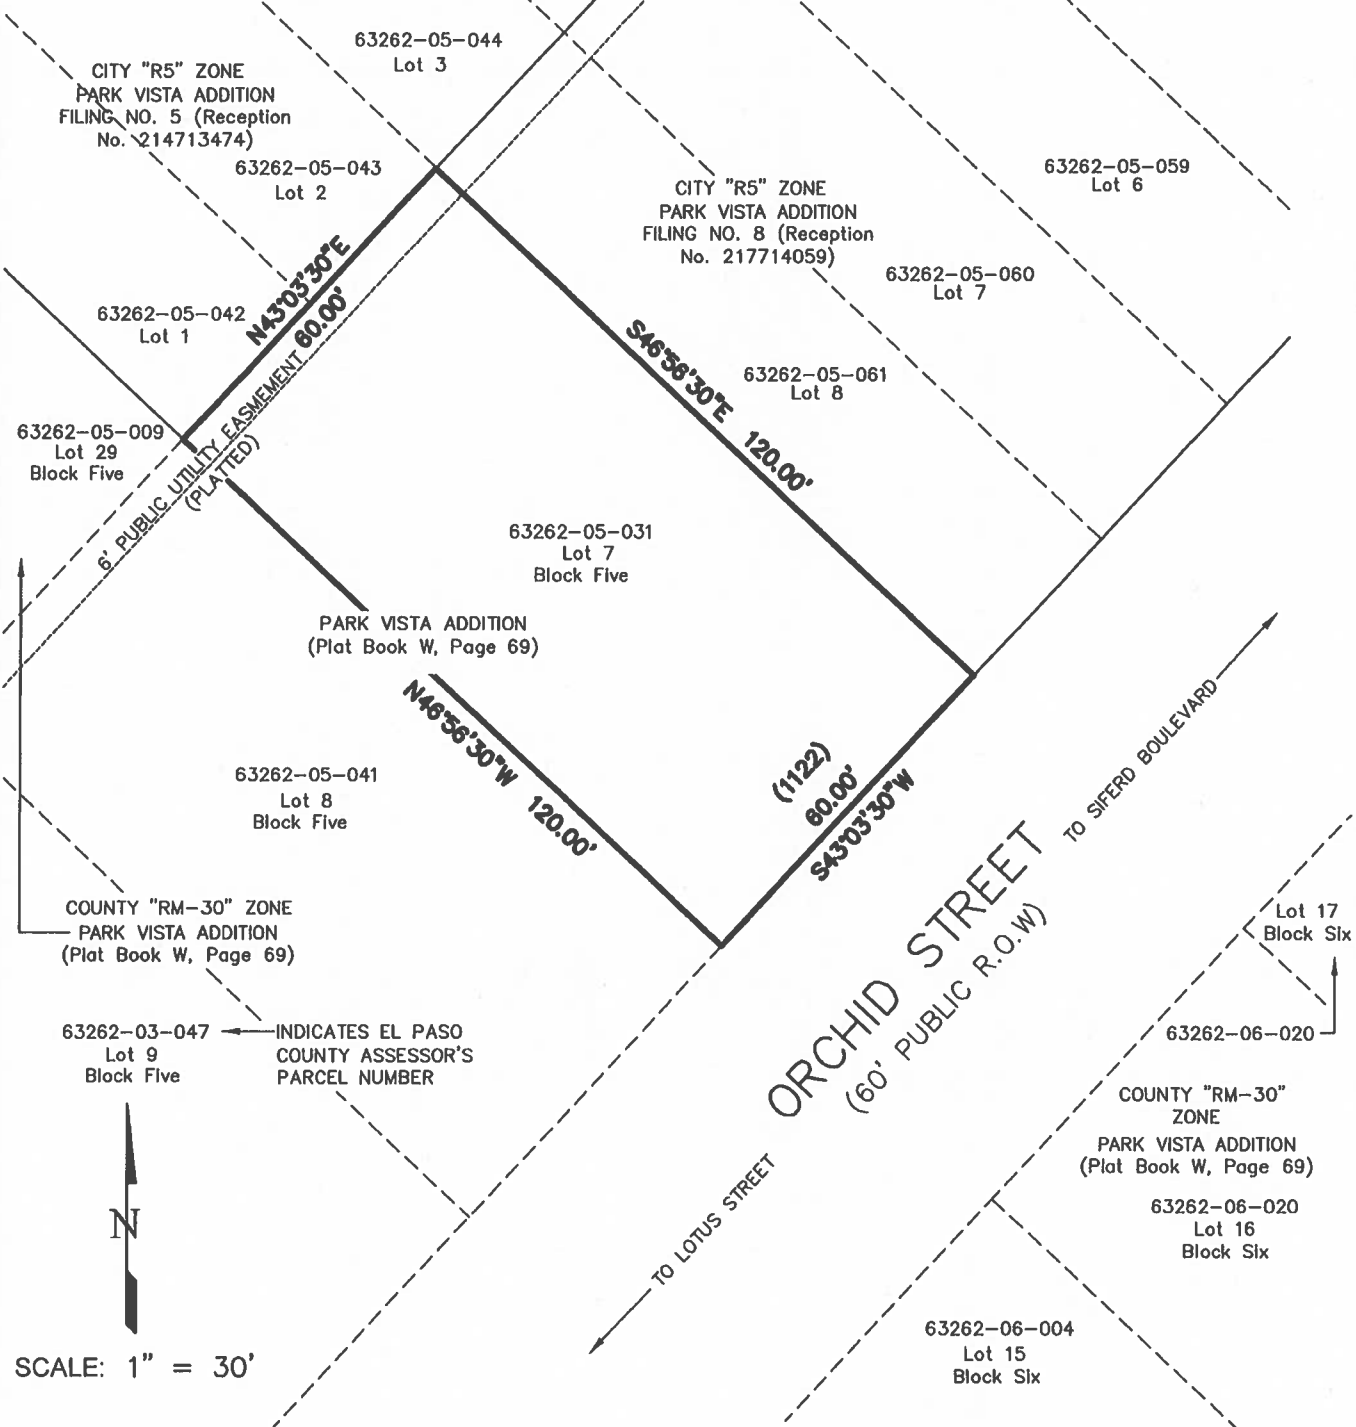 63262-05-044
Lot 3
CITY "R5" ZONE
PARK VISTA ADDITION
FILING NO. 5 (Reception
No. 214713474)
63262-05-043
Lot 2
63262-05-059
Lot 6
CITY "R5" ZONE
PARK VISTA ADDITION
FILING NO. 8 (Reception
No. 217714059)
63262-05-060
Lot 7
63262-05-042
Lot 1
N43°03'30"E
60.00'
S46°56'30"E 120.00'
63262-05-061
Lot 8
63262-05-009
Lot 29
Block Five
6' PUBLIC UTILITY EASMEMENT
(PLATTED)
63262-05-031
Lot 7
Block Five
PARK VISTA ADDITION
(Plat Book W, Page 69)
N46°56'30"W 120.00'
63262-05-041
Lot 8
Block Five
(1122)
60.00'
S43°03'30"W
TO SIFERD BOULEVARD
ORCHID STREET
(60' PUBLIC R.O.W)
TO LOTUS STREET
COUNTY "RM-30" ZONE
PARK VISTA ADDITION
(Plat Book W, Page 69)
Lot 17
Block Six
63262-06-020
63262-03-047
Lot 9
Block Five
INDICATES EL PASO
COUNTY ASSESSOR'S
PARCEL NUMBER
COUNTY "RM-30"
ZONE
PARK VISTA ADDITION
(Plat Book W, Page 69)
63262-06-020
Lot 16
Block Six
N
63262-06-004
Lot 15
Block Six
SCALE: 1" = 30'